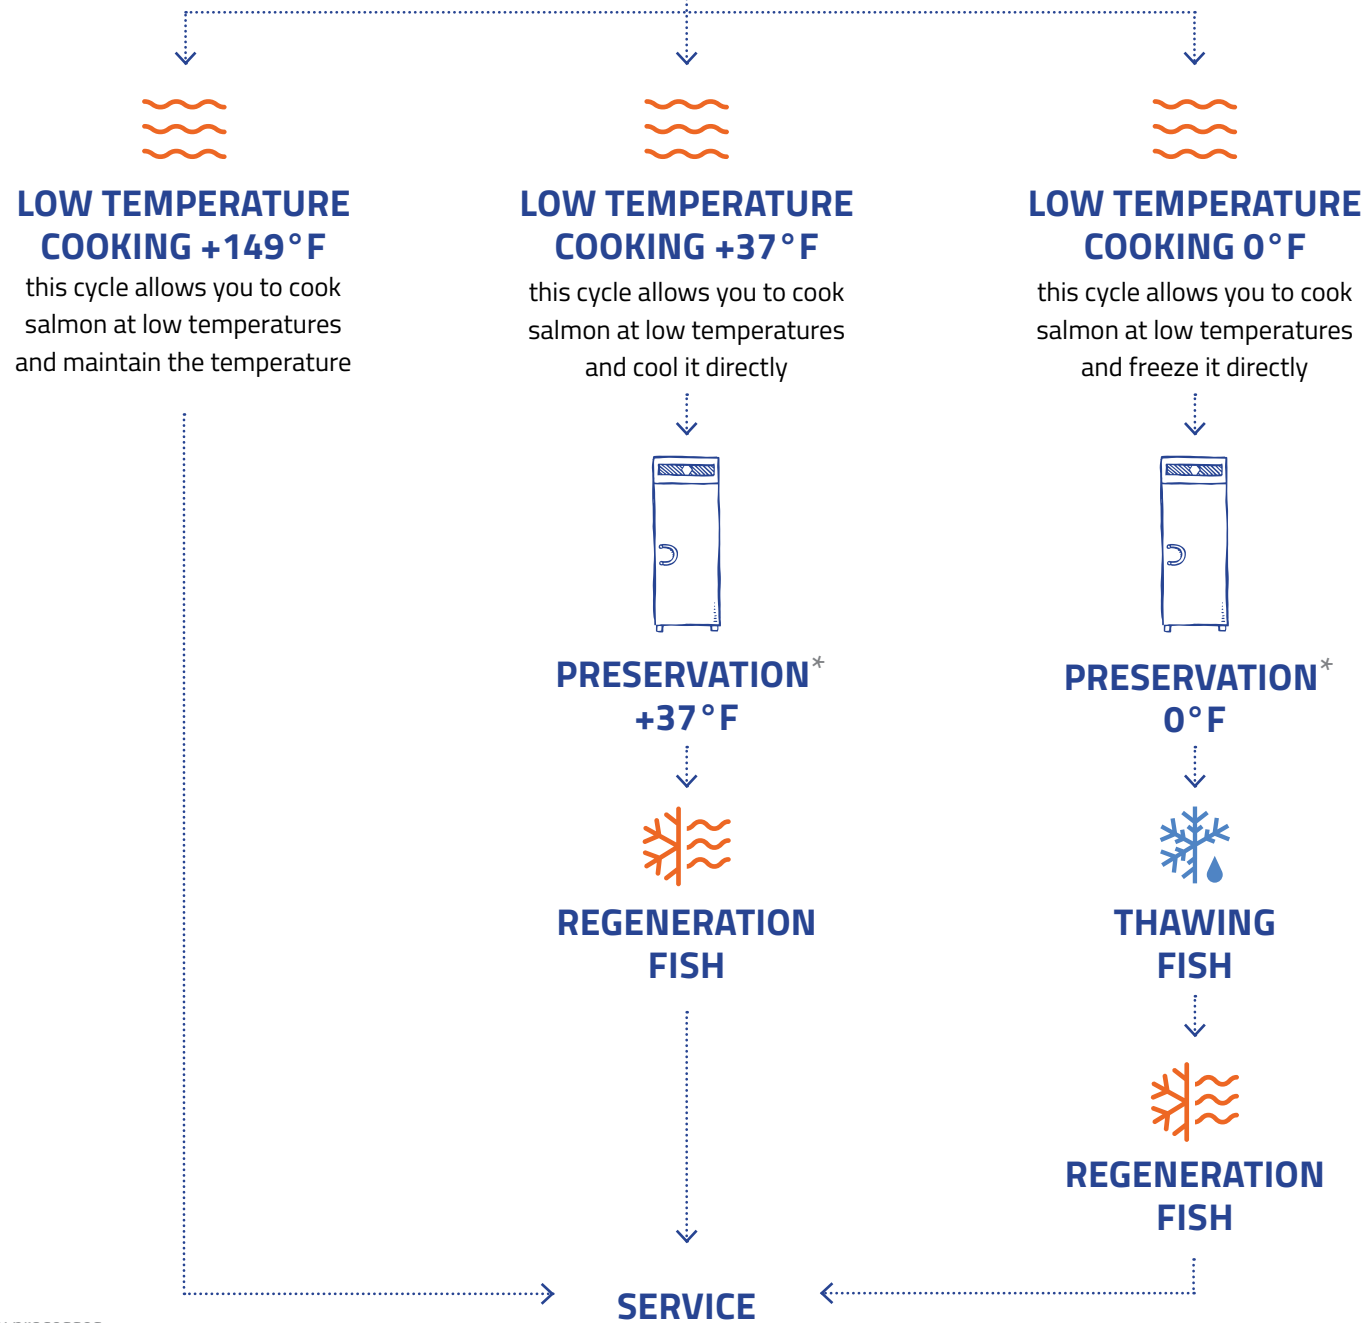 LOW TEMPERATURE
COOKING +149°F
this cycle allows you to cook
salmon at low temperatures
and maintain the temperature
LOW TEMPERATURE
COOKING +37°F
this cycle allows you to cook
salmon at low temperatures
and cool it directly
LOW TEMPERATURE
COOKING 0°F
this cycle allows you to cook
salmon at low temperatures
and freeze it directly
PRESERVATION*
+37°F
PRESERVATION*
0°F
REGENERATION
FISH
THAWING
FISH
REGENERATION
FISH
SERVICE